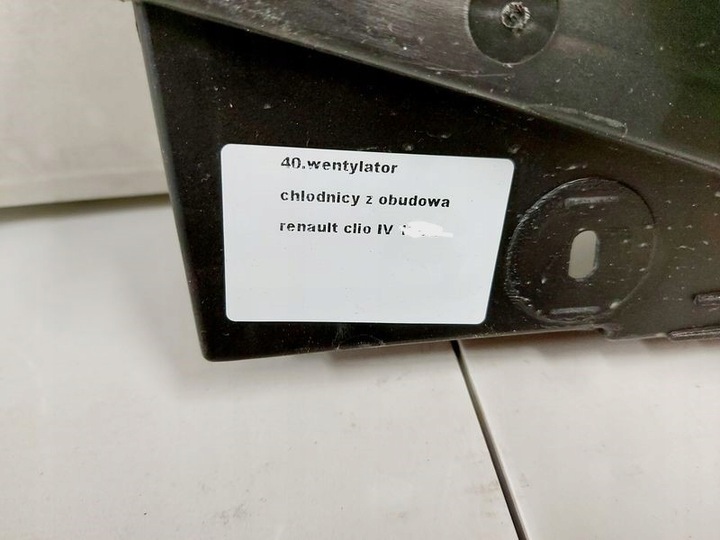 40.wentylator
chlodnicy z obudowa
renault clio IV